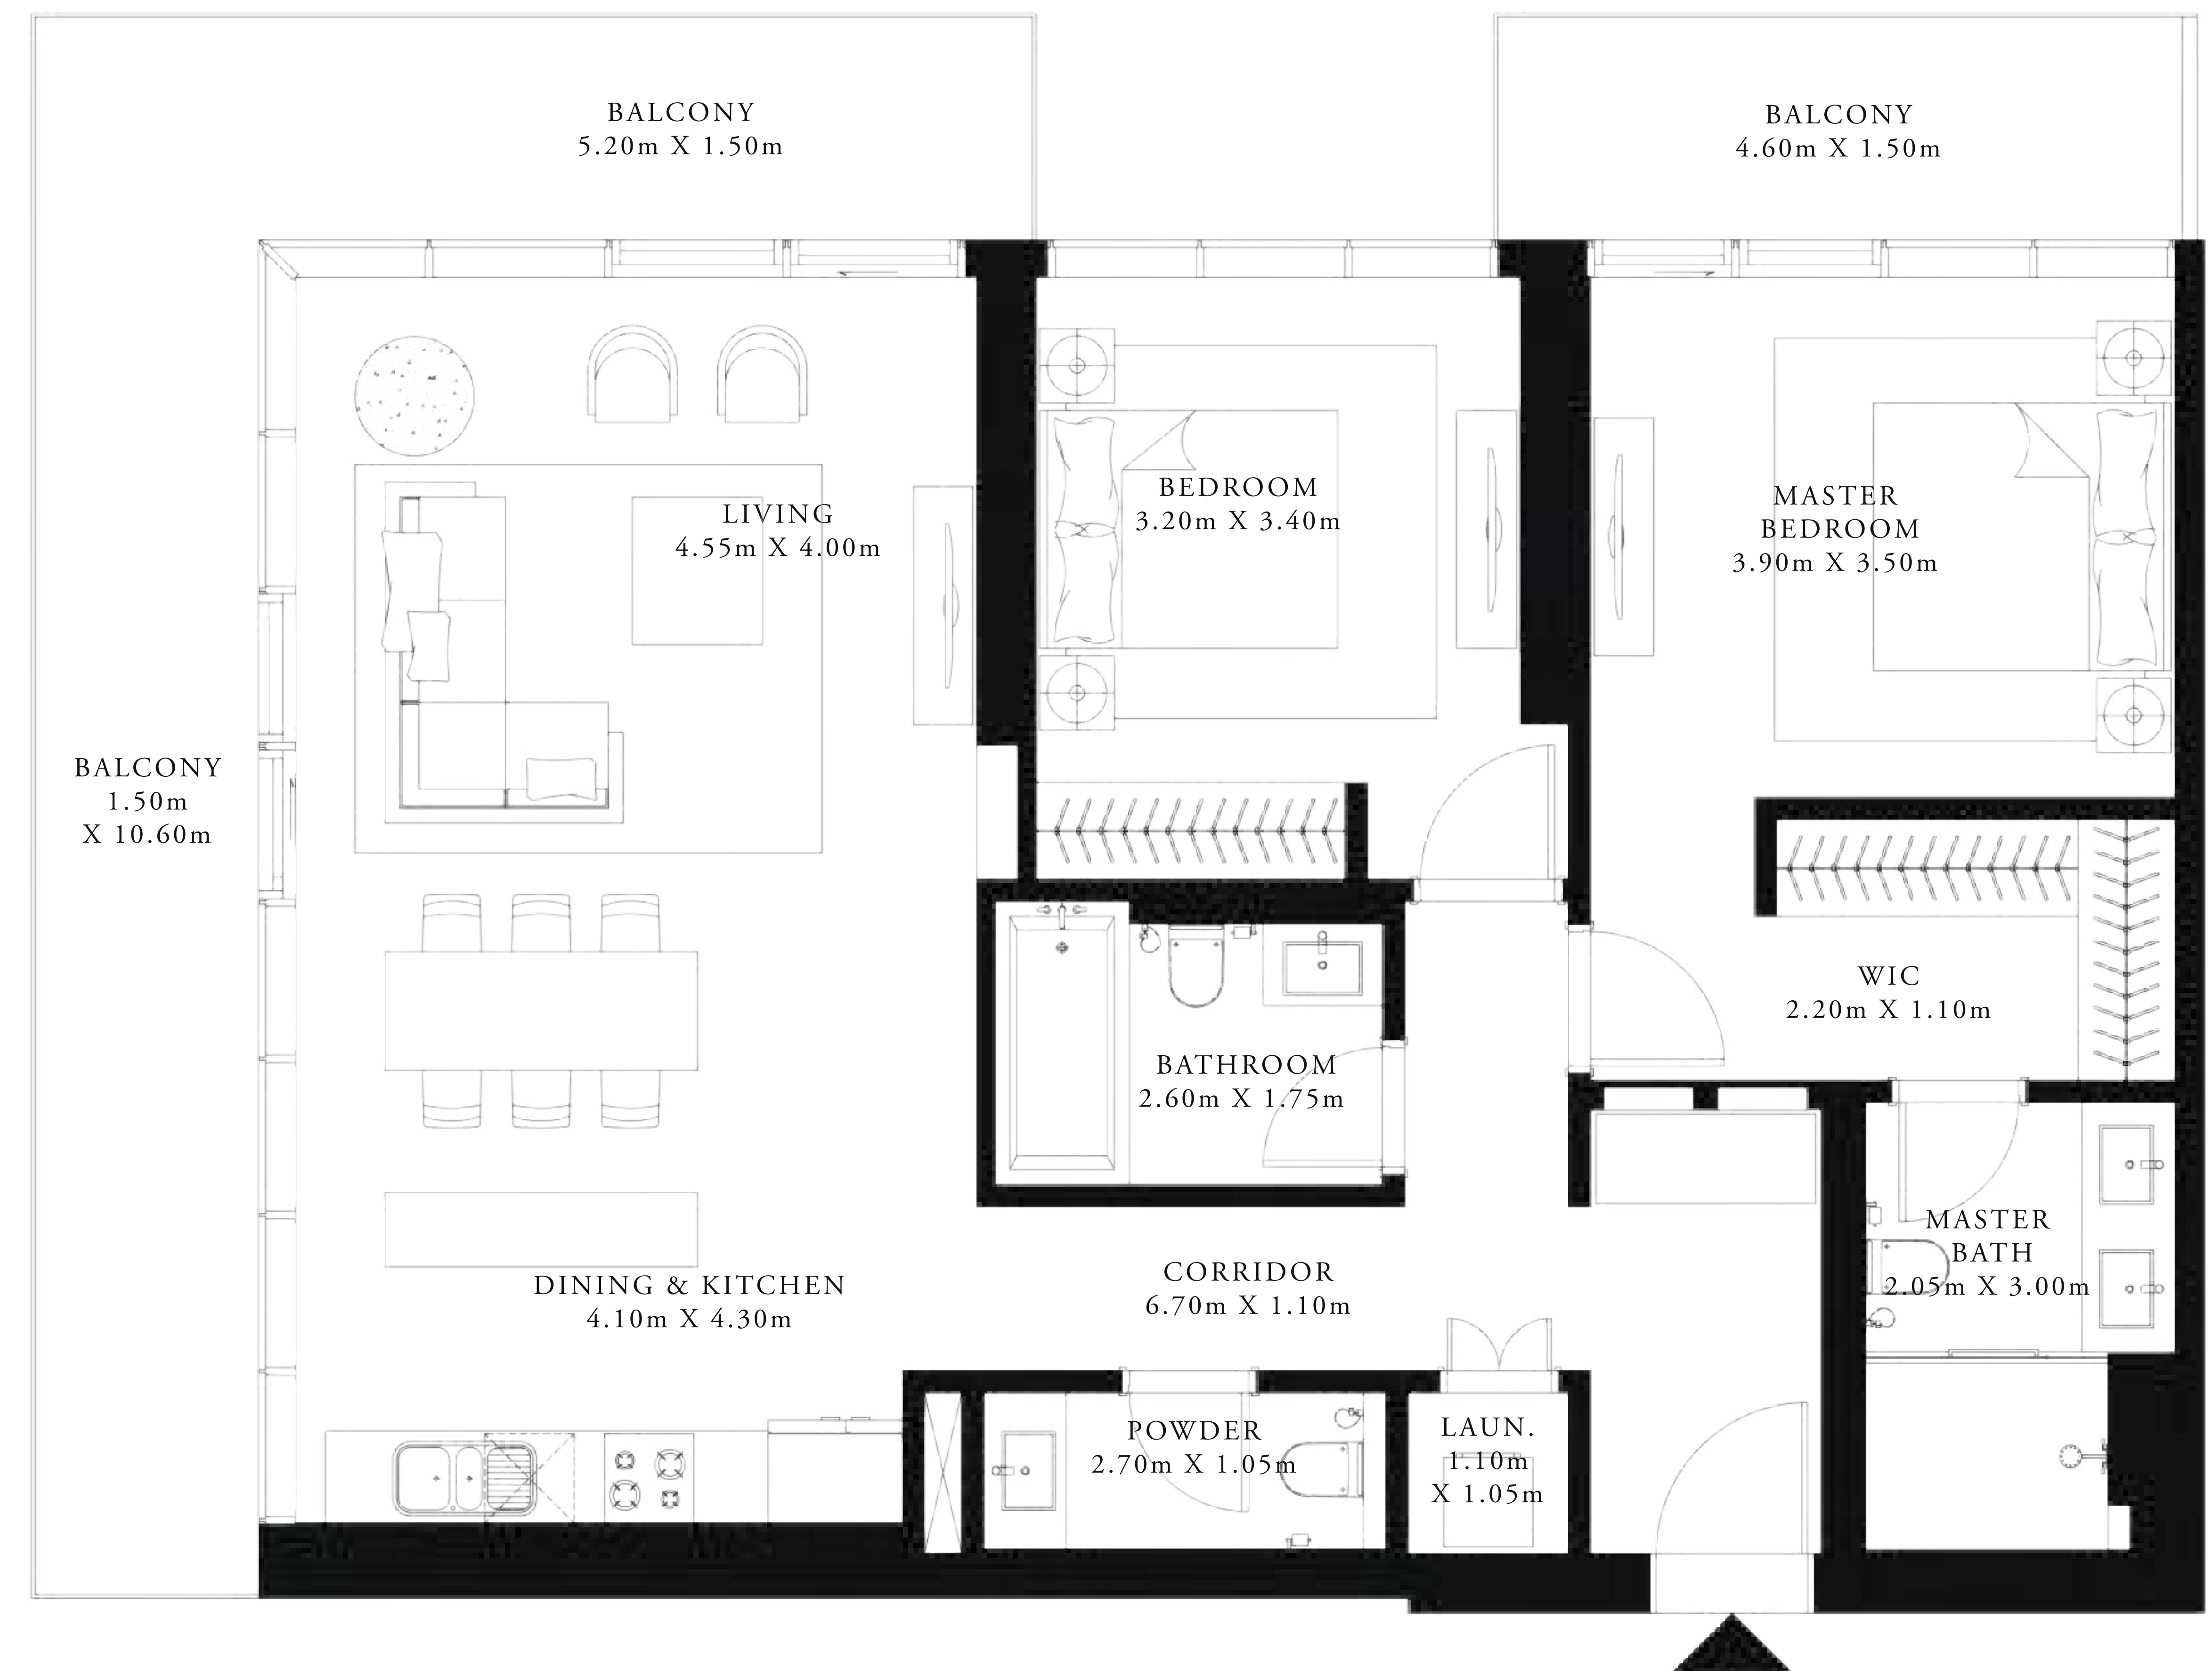 BALCONY
5.20m X 1.50m
BALCONY
4.60m X 1.50m
LIVING
4.55m X 4.00m
BEDROOM
3.20m X 3.40m
MASTER
BEDROOM
3.90m X 3.50m
BALCONY
1.50m
X 10.60m
WIC
2.20m X 1.10m
BATHROOM
2.60m X 1.75m
MASTER
BATH
2.05m X 3.00m
DINING & KITCHEN
4.10m X 4.30m
CORRIDOR
6.70m X 1.10m
POWDER
2.70m X 1.05m
LAUN.
1.10m
X 1.05m